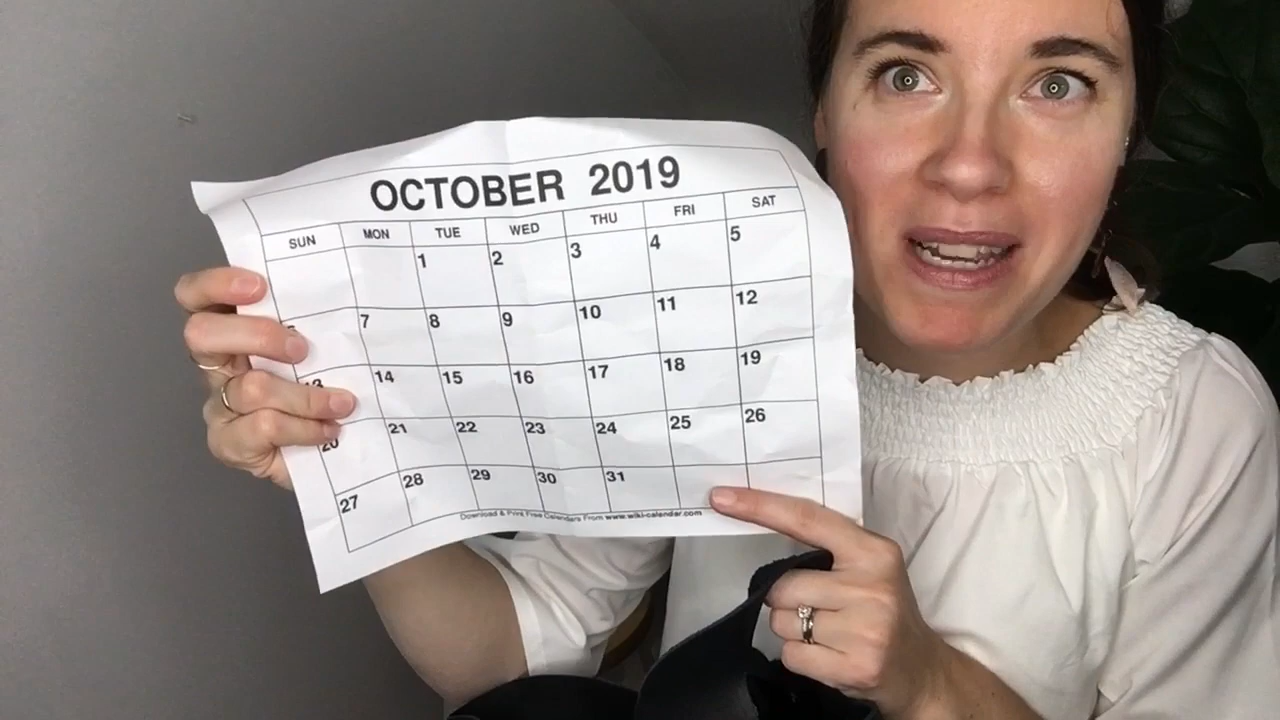 OCTOBER 2019
SUN MON TUE WED THU FRI SAT
1 2 3 4 5
7 8 9 10 11 12
13 14 15 16 17 18 19
20 21 22 23 24 25 26
27 28 29 30 31
Download & Print Free Calendars From www.wiki-calendar.com